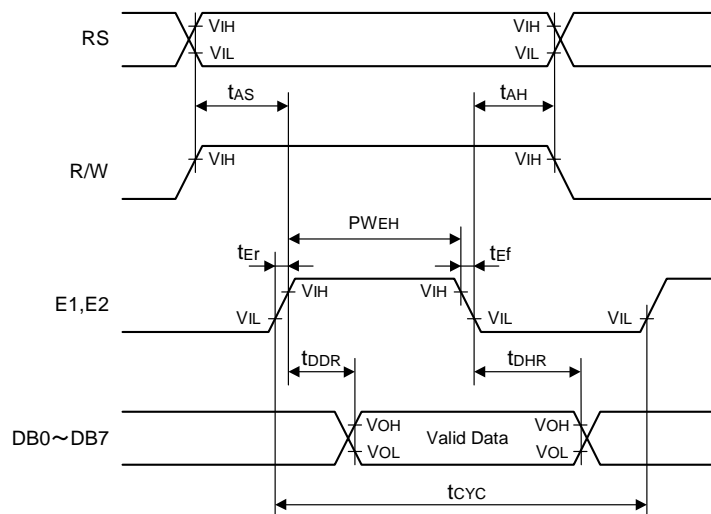 RS VIH VIL VIH VIL
tAS tAH
R/W VIH VIH
PWEH
tEr tEf
E1,E2 VIL VIH VIH VIL VIL
tDDR tDHR
DB0～DB7 VOH VOL Valid Data VOH VOL
tCYC